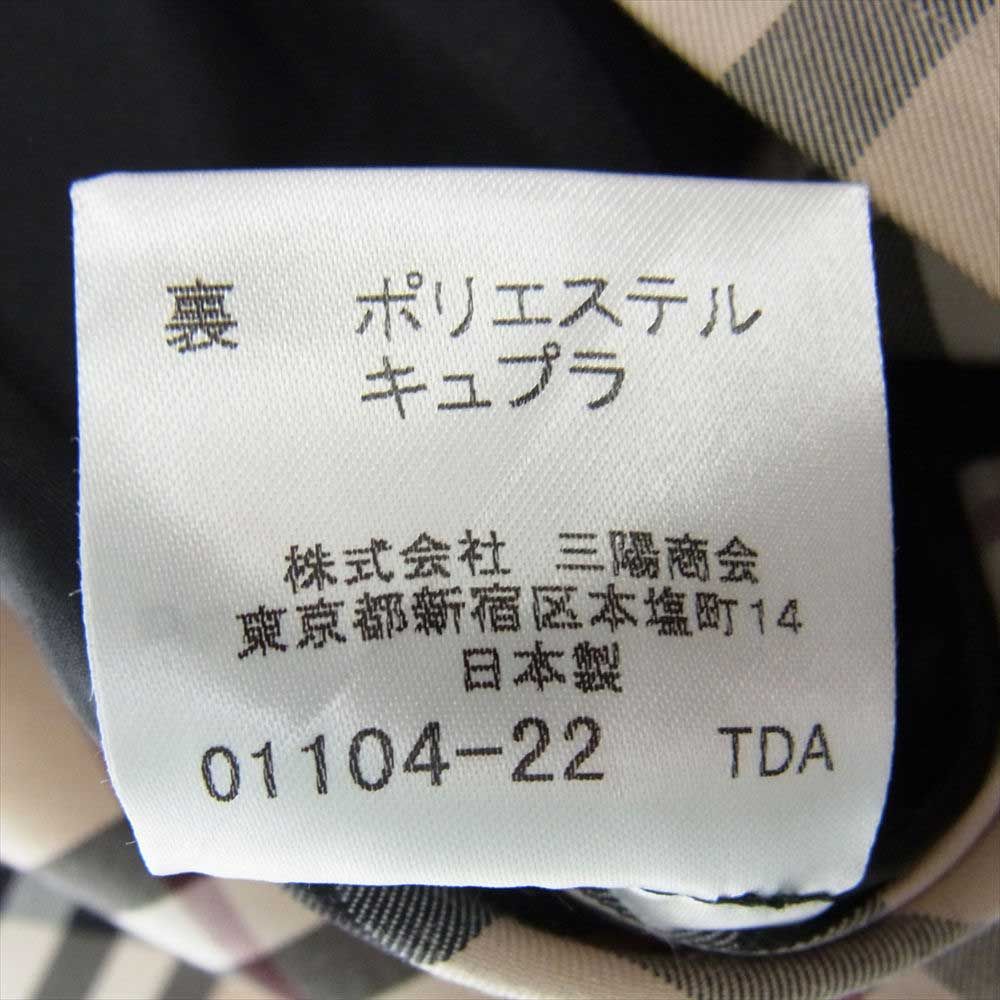 裏 ポリエステル
キュプラ
株式会社 三陽商会
東京都新宿区本塩町14
日本製
01104-22 TDA